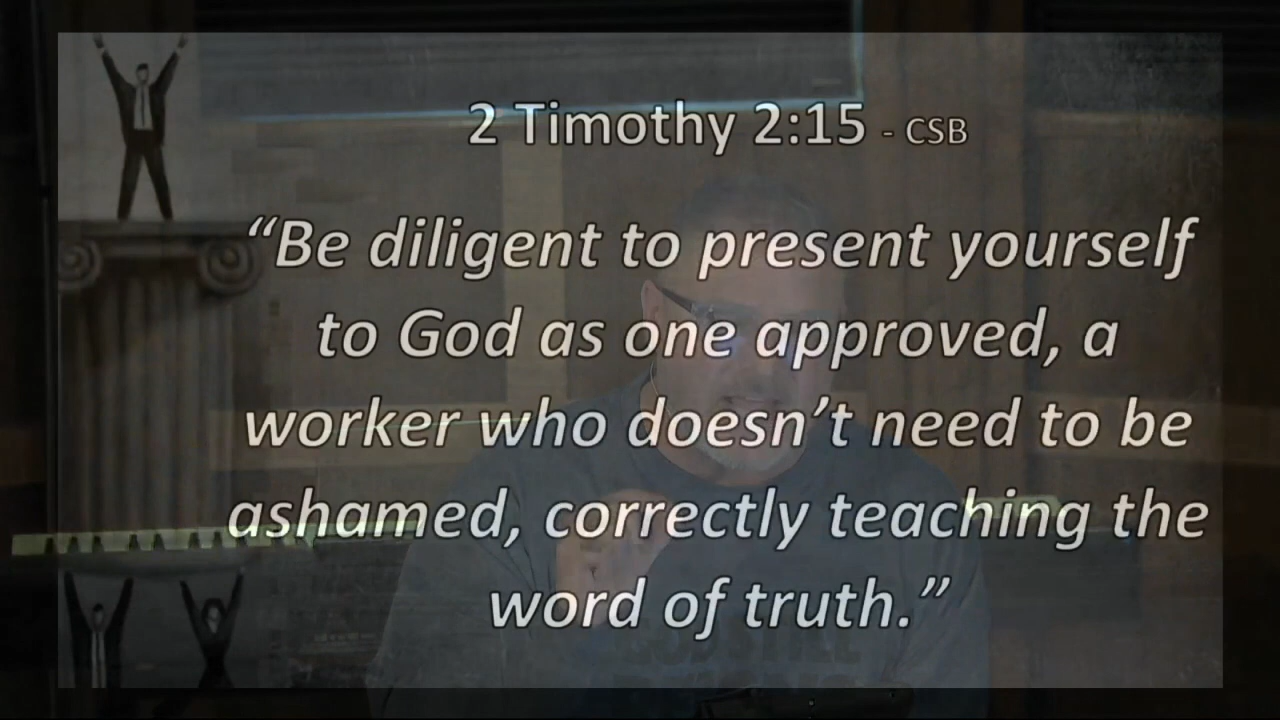 2 Timothy 2:15 - CSB
“Be diligent to present yourself
to God as one approved, a
worker who doesn’t need to be
ashamed, correctly teaching the
word of truth.”